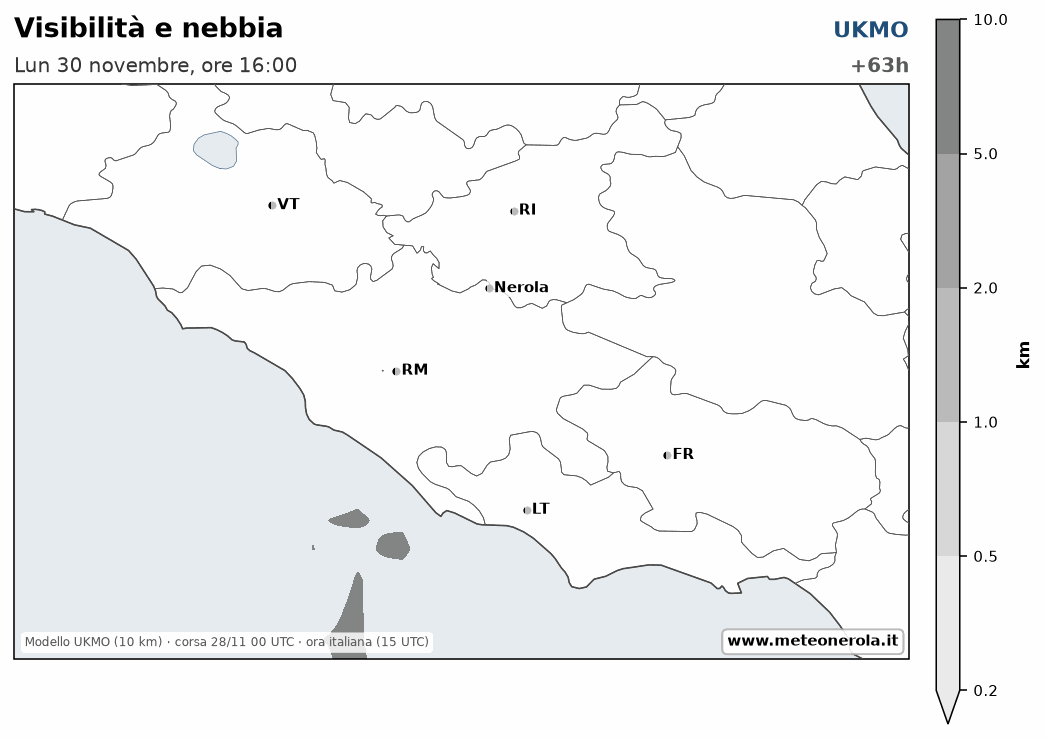 Visibilità e nebbia
UKMO
Lun 30 novembre, ore 16:00
+63h
10.0
5.0
2.0
1.0
0.5
0.2
km
VT
RI
Nerola
RM
FR
LT
Modello UKMO (10 km) · corsa 28/11 00 UTC · ora italiana (15 UTC)
www.meteonerola.it